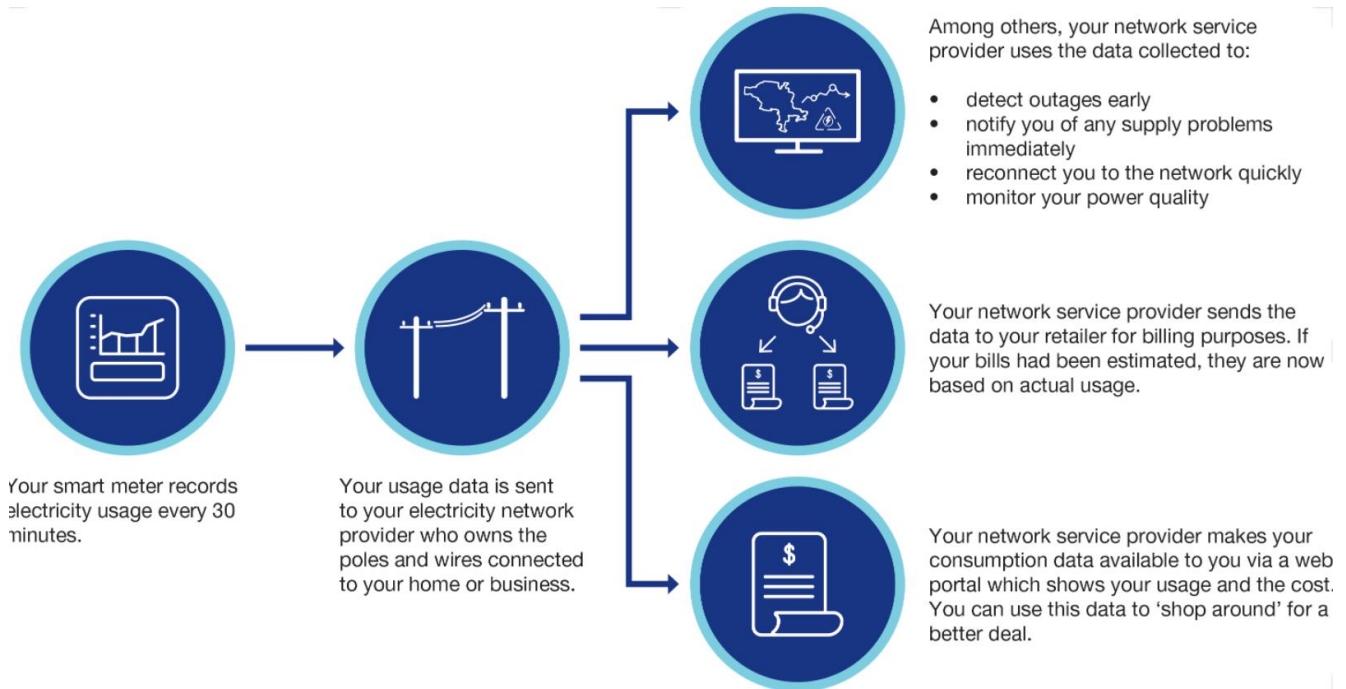 Among others, your network service
provider uses the data collected to:
• detect outages early
• notify you of any supply problems
immediately
• reconnect you to the network quickly
• monitor your power quality
$
$
Your network service provider sends the
data to your retailer for billing purposes. If
your bills had been estimated, they are now
based on actual usage.
Your smart meter records
electricity usage every 30
minutes.
Your usage data is sent
to your electricity network
provider who owns the
poles and wires connected
to your home or business.
$
Your network service provider makes your
consumption data available to you via a web
portal which shows your usage and the cost.
You can use this data to ‘shop around’ for a
better deal.